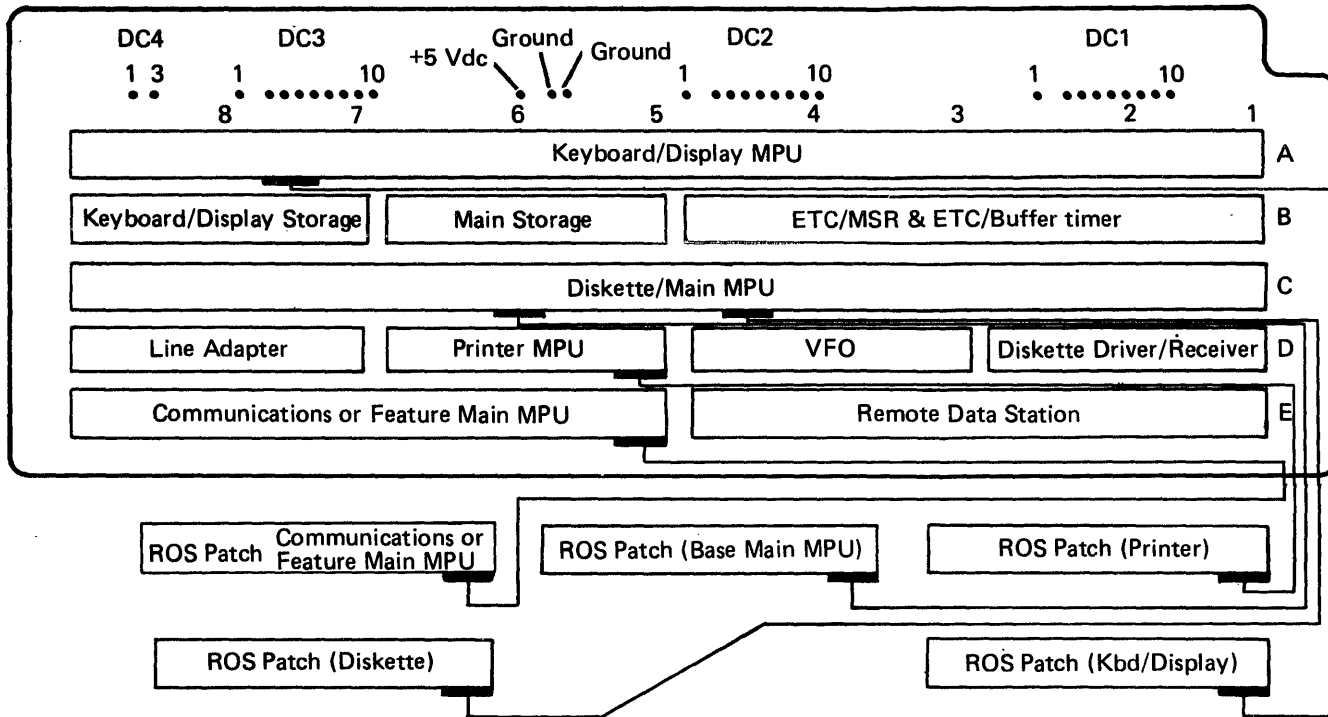 DC4 DC3 Ground DC2 DC1
+5 Vdc Ground
1 3 1 10 1 10 1 10
8 7 6 5 4 3 2 1
Keyboard/Display MPU A
Keyboard/Display Storage Main Storage ETC/MSR & ETC/Buffer timer B
Diskette/Main MPU C
Line Adapter Printer MPU VFO Diskette Driver/Receiver D
Communications or Feature Main MPU Remote Data Station E
ROS Patch Communications or
Feature Main MPU
ROS Patch (Base Main MPU)
ROS Patch (Printer)
ROS Patch (Diskette)
ROS Patch (Kbd/Display)